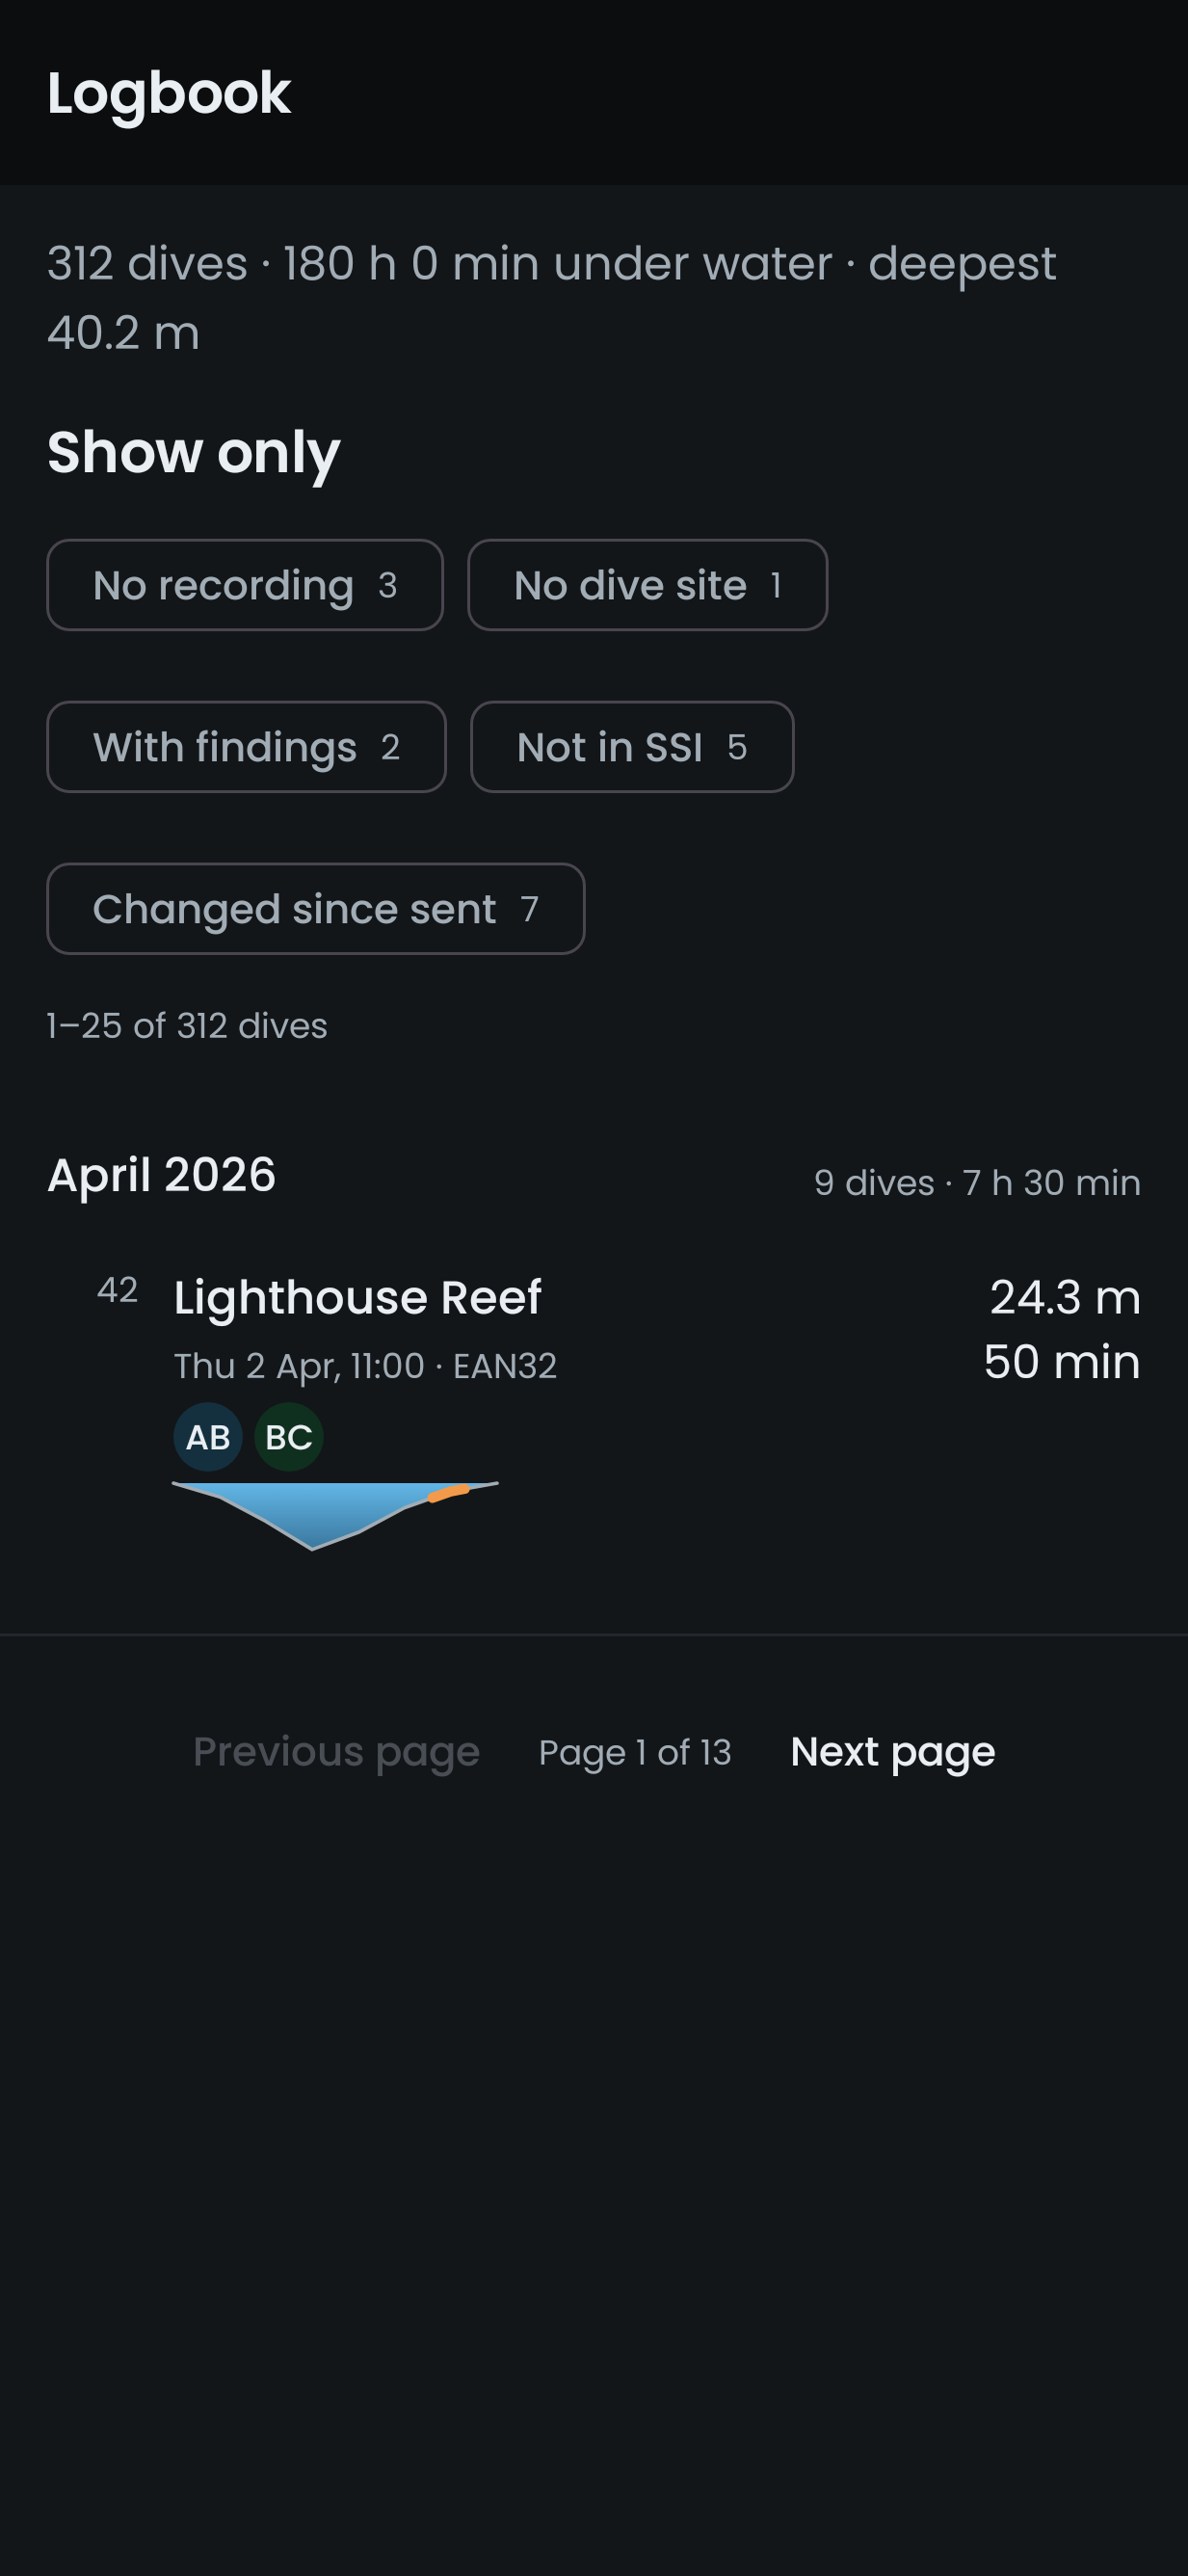 Logbook
312 dives · 180 h 0 min under water · deepest
40.2 m
Show only
No recording 3
No dive site 1
With findings 2
Not in SSI 5
Changed since sent 7
1–25 of 312 dives
April 2026
9 dives · 7 h 30 min
42
Lighthouse Reef
24.3 m
Thu 2 Apr, 11:00 · EAN32
50 min
AB
BC
Previous page
Page 1 of 13
Next page